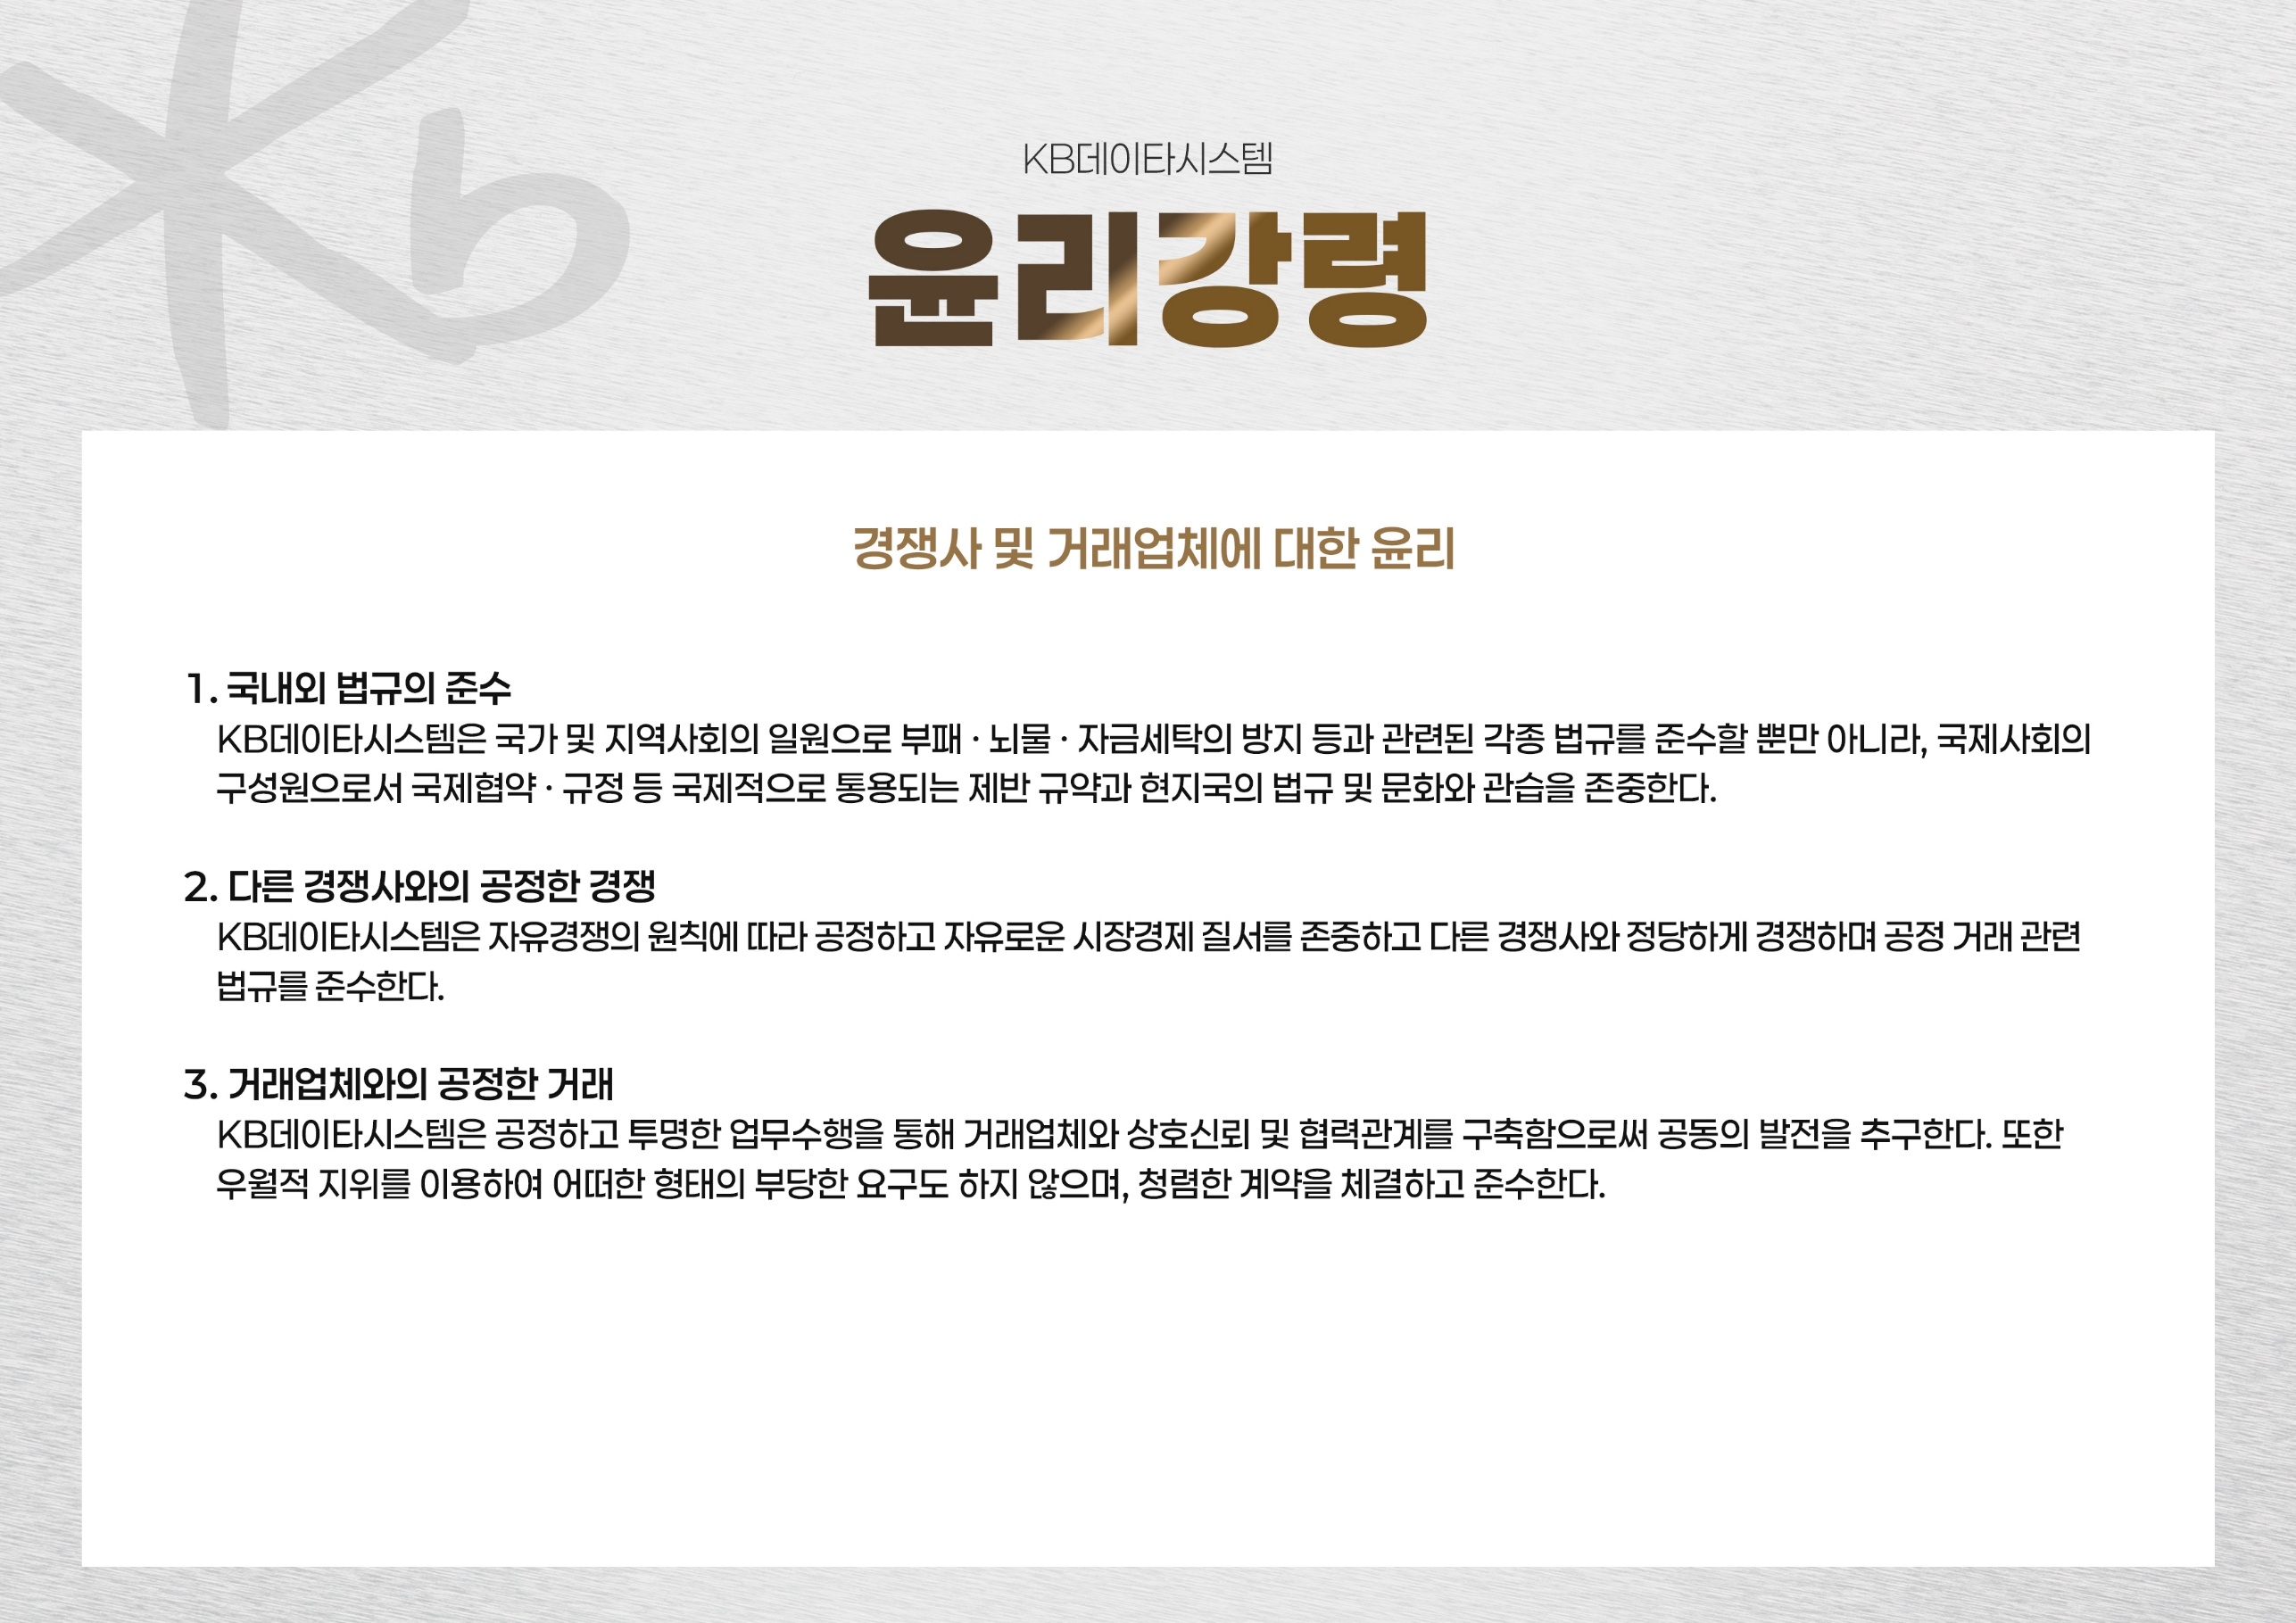 Kb
KB데이타시스템
윤리강령
경쟁사 및 거래업체에 대한 윤리
1. 국내외 법규의 준수
KB데이타시스템은 국가 및 지역사회의 일원으로 부패 · 뇌물 · 자금세탁의 방지 등과 관련된 각종 법규를 준수할 뿐만 아니라, 국제사회의
구성원으로서 국제협약 · 규정 등 국제적으로 통용되는 제반 규약과 현지국의 법규 및 문화와 관습을 존중한다.
2. 다른 경쟁사와의 공정한 경쟁
KB데이타시스템은 자유경쟁의 원칙에 따라 공정하고 자유로운 시장경제 질서를 존중하고 다른 경쟁사와 정당하게 경쟁하며 공정 거래 관련
법규를 준수한다.
3. 거래업체와의 공정한 거래
KB데이타시스템은 공정하고 투명한 업무수행을 통해 거래업체와 상호신뢰 및 협력관계를 구축함으로써 공동의 발전을 추구한다. 또한
우월적 지위를 이용하여 어떠한 형태의 부당한 요구도 하지 않으며, 청렴한 계약을 체결하고 준수한다.